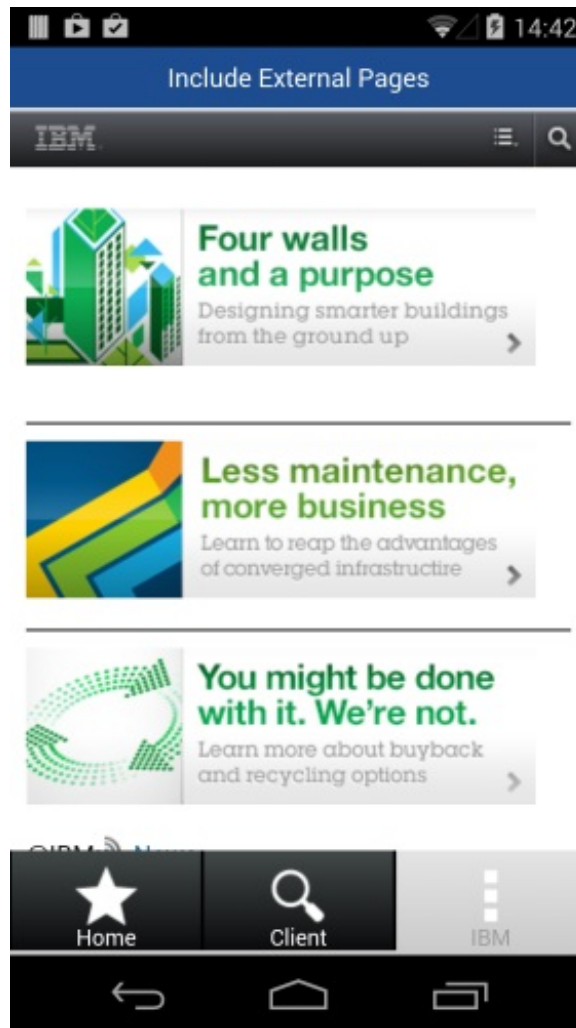 14:42
Include External Pages
IBM.
Four walls
and a purpose
Designing smarter buildings
from the ground up
Less maintenance,
more business
Learn to reap the advantages
of converged infrastructire
You might be done
with it. We're not.
Learn more about buyback
and recycling options
Home
Client
IBM